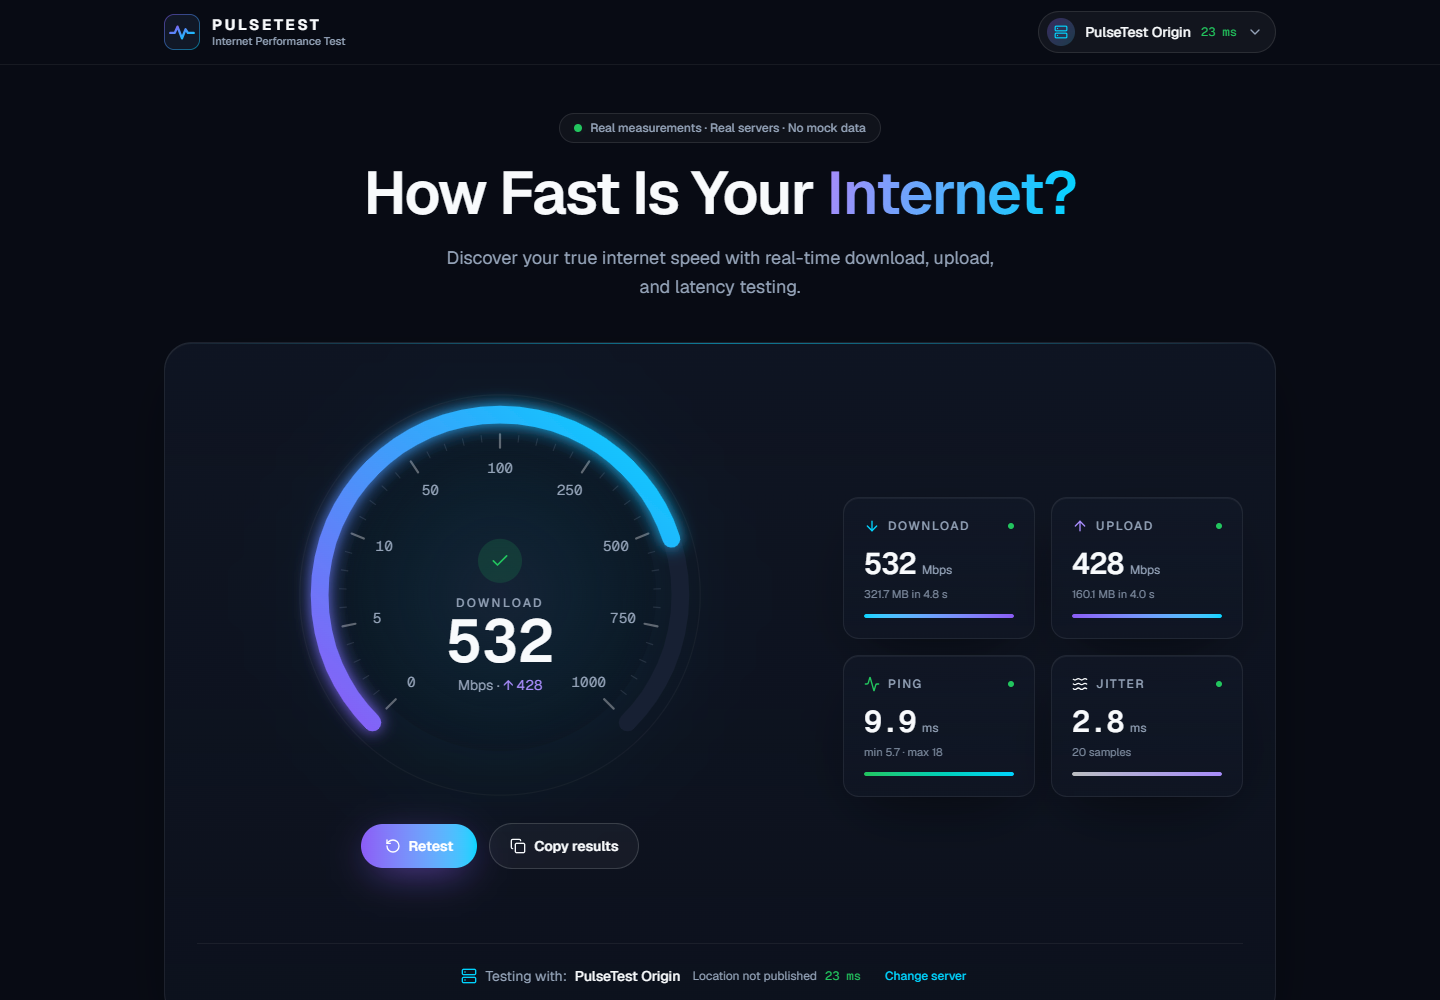 PULSETEST
Internet Performance Test
PulseTest Origin 23 ms
Real measurements · Real servers · No mock data
How Fast Is Your Internet?
Discover your true internet speed with real-time download, upload,
and latency testing.
0
5
10
50
100
250
500
750
1000
DOWNLOAD
532
Mbps · ↑ 428
Retest
Copy results
DOWNLOAD
532 Mbps
321.7 MB in 4.8 s
UPLOAD
428 Mbps
160.1 MB in 4.0 s
PING
9.9 ms
min 5.7 · max 18
JITTER
2.8 ms
20 samples
Testing with: PulseTest Origin Location not published 23 ms Change server